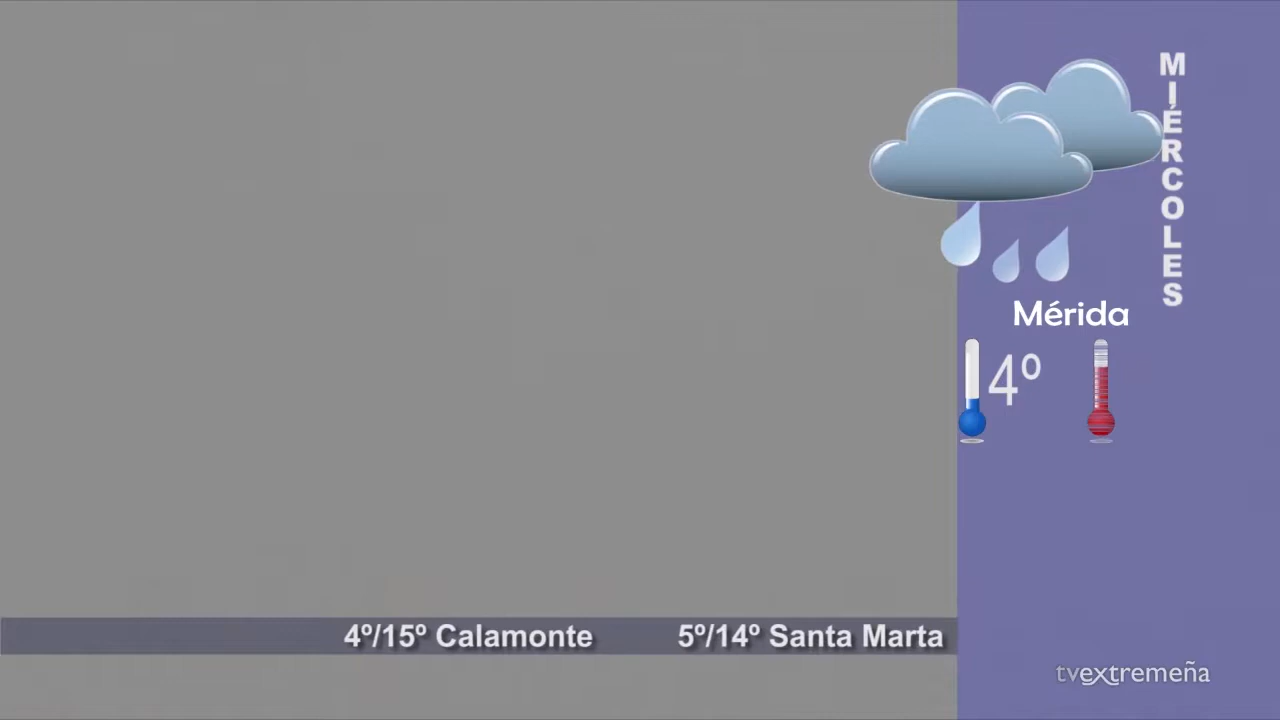 MIÉRCOLES
Mérida
4º
4º/15º Calamonte 5º/14º Santa Marta
tvextremeña